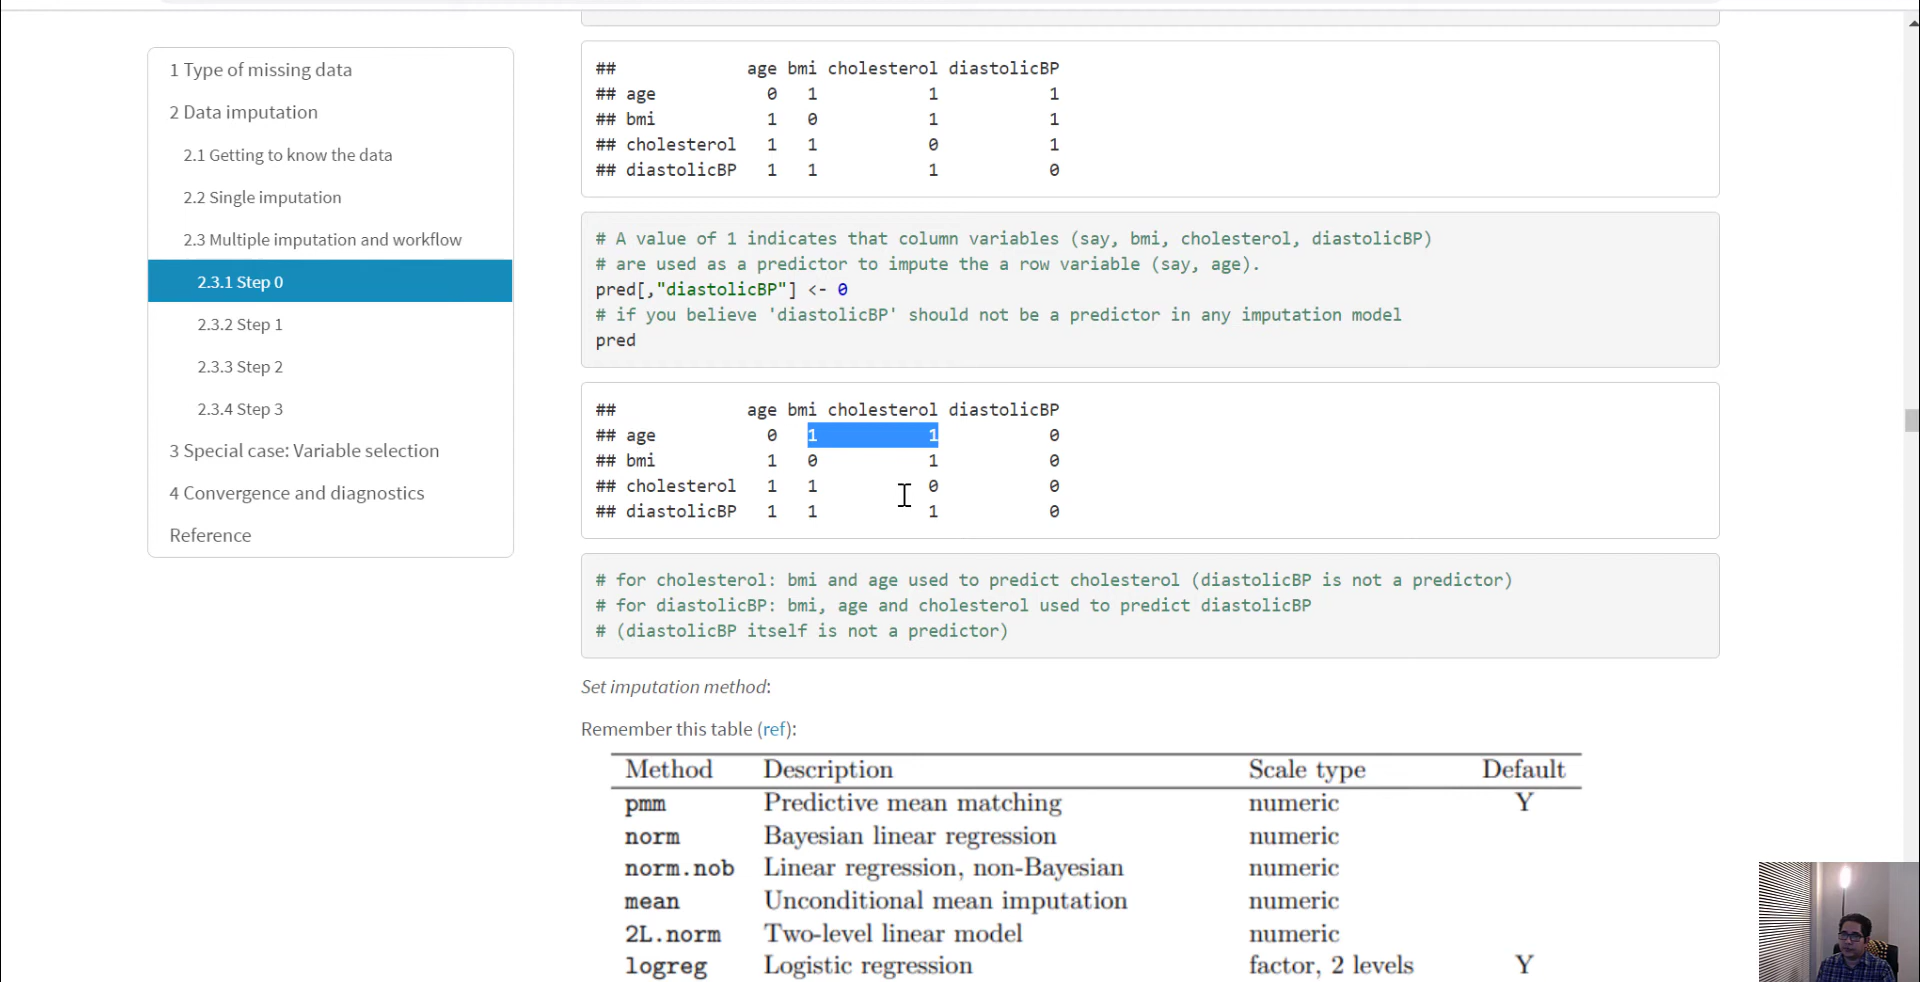 1 Type of missing data
2 Data imputation
2.1 Getting to know the data
2.2 Single imputation
2.3 Multiple imputation and workflow
2.3.1 Step 0
2.3.2 Step 1
2.3.3 Step 2
2.3.4 Step 3
3 Special case: Variable selection
4 Convergence and diagnostics
Reference
## age bmi cholesterol diastolicBP
## age 0 1 1 1
## bmi 1 0 1 1
## cholesterol 1 1 0 1
## diastolicBP 1 1 1 0
# A value of 1 indicates that column variables (say, bmi, cholesterol, diastolicBP)
# are used as a predictor to impute the a row variable (say, age).
pred[,"diastolicBP"] <- 0
# if you believe 'diastolicBP' should not be a predictor in any imputation model
pred
## age bmi cholesterol diastolicBP
## age 0 1 1 0
## bmi 1 0 1 0
## cholesterol 1 1 0 0
## diastolicBP 1 1 1 0
# for cholesterol: bmi and age used to predict cholesterol (diastolicBP is not a predictor)
# for diastolicBP: bmi, age and cholesterol used to predict diastolicBP
# (diastolicBP itself is not a predictor)
Set imputation method:
Remember this table (ref):
Method Description Scale type Default
pmm Predictive mean matching numeric Y
norm Bayesian linear regression numeric
norm.nob Linear regression, non-Bayesian numeric
mean Unconditional mean imputation numeric
2L.norm Two-level linear model numeric
logreg Logistic regression factor, 2 levels Y